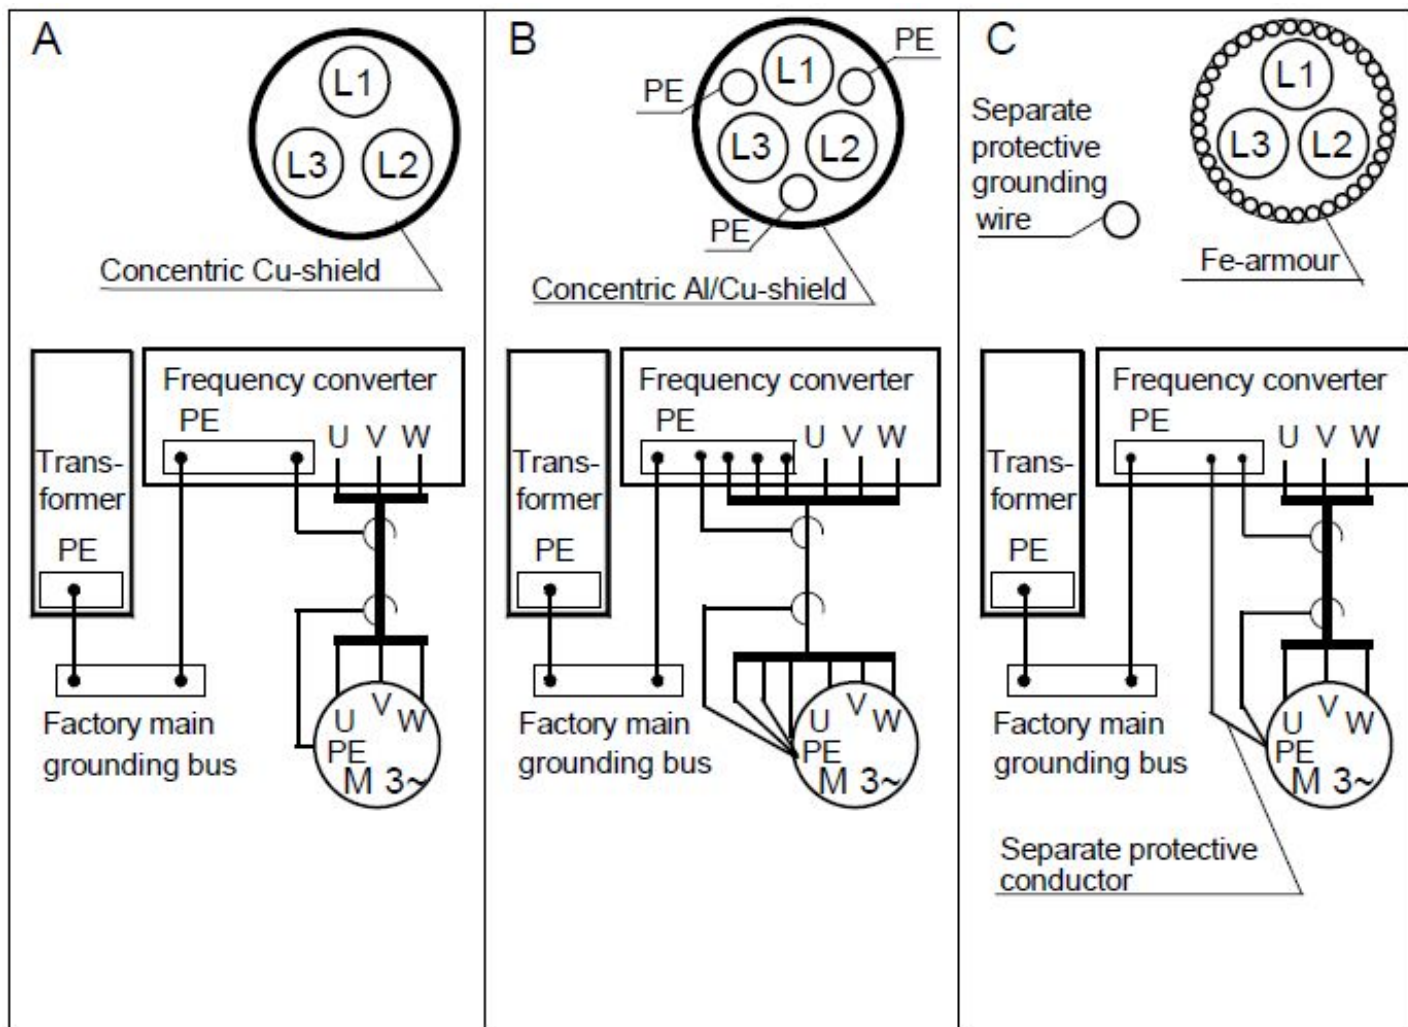 A
L1
L3
L2
Concentric Cu-shield
Frequency converter
PE
U
V
W
Trans-
former
PE
Factory main
grounding bus
U
V
W
PE
M 3~
B
PE
PE
L1
L3
L2
PE
Concentric Al/Cu-shield
Frequency converter
PE
U
V
W
Trans-
former
PE
Factory main
grounding bus
U
V
W
PE
M 3~
C
Separate
protective
grounding
wire
L1
L3
L2
Fe-armour
Frequency converter
PE
U
V
W
Trans-
former
PE
Factory main
grounding bus
U
V
W
PE
M 3~
Separate protective
conductor